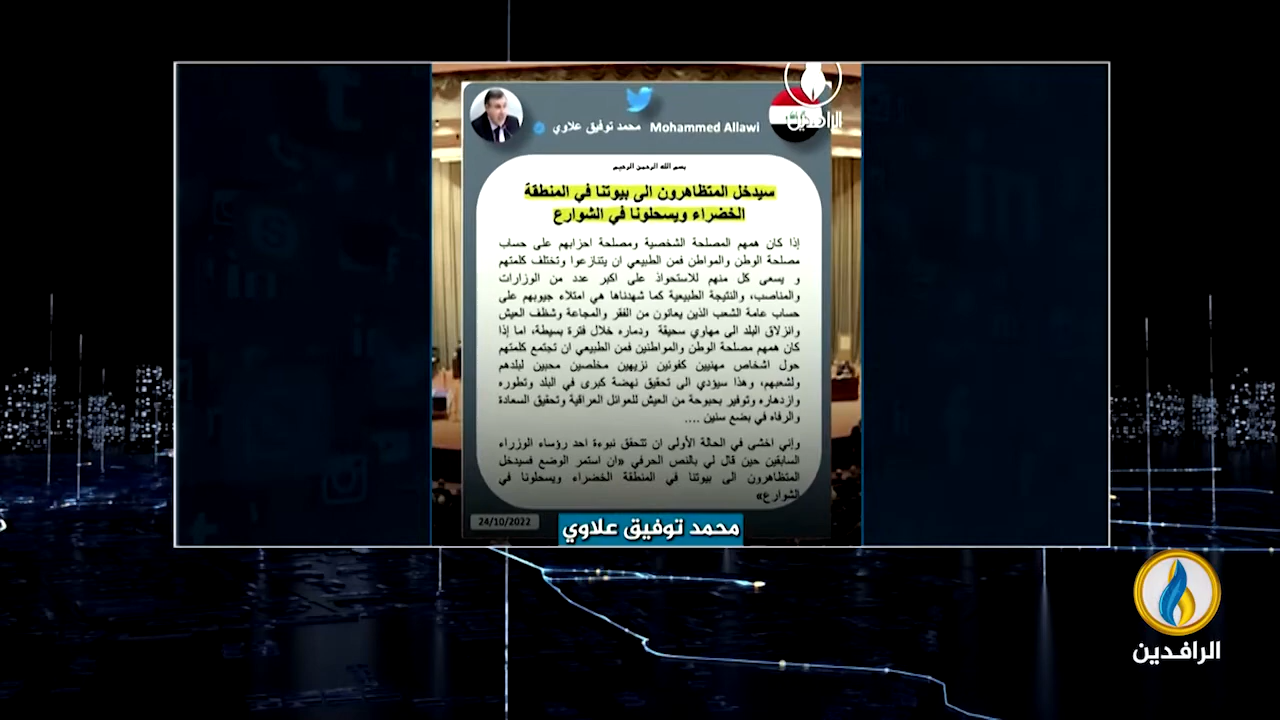 الرافدين
محمد توفيق علاوي Mohammed Allawi
بسم الله الرحمن الرحيم
سيدخل المتظاهرون الى بيوتنا في المنطقة
الخضراء ويسحلونا في الشوارع
إذا كان همهم المصلحة الشخصية ومصلحة احزابهم على حساب
مصلحة الوطن والمواطن فمن الطبيعي ان يتنازعوا وتختلف كلمتهم
و يسعى كل منهم للاستحواذ على اكبر عدد من الوزارات
والمناصب، والنتيجة الطبيعية كما شهدناها هي امتلاء جيوبهم على
حساب عامة الشعب الذين يعانون من الفقر والمجاعة وشظف العيش
وانزلاق البلد الى مهاوي سحيقة ودماره خلال فترة بسيطة، اما إذا
كان همهم مصلحة الوطن والمواطنين فمن الطبيعي ان تجتمع كلمتهم
حول اشخاص مهنيين كفوئين نزيهين مخلصين محبين لبلدهم
ولشعبهم، وهذا سيؤدي الى تحقيق نهضة كبرى في البلد وتطوره
وازدهاره وتوفير بحبوحة من العيش للعوائل العراقية وتحقيق السعادة
والرفاه في بضع سنين ....
وإني اخشى في الحالة الأولى ان تتحقق نبوءة احد رؤساء الوزراء
السابقين حين قال لي بالنص الحرفي «ان استمر الوضع فسيدخل
المتظاهرون الى بيوتنا في المنطقة الخضراء ويسحلونا في
الشوارع»
24/10/2022
محمد توفيق علاوي
الرافدين